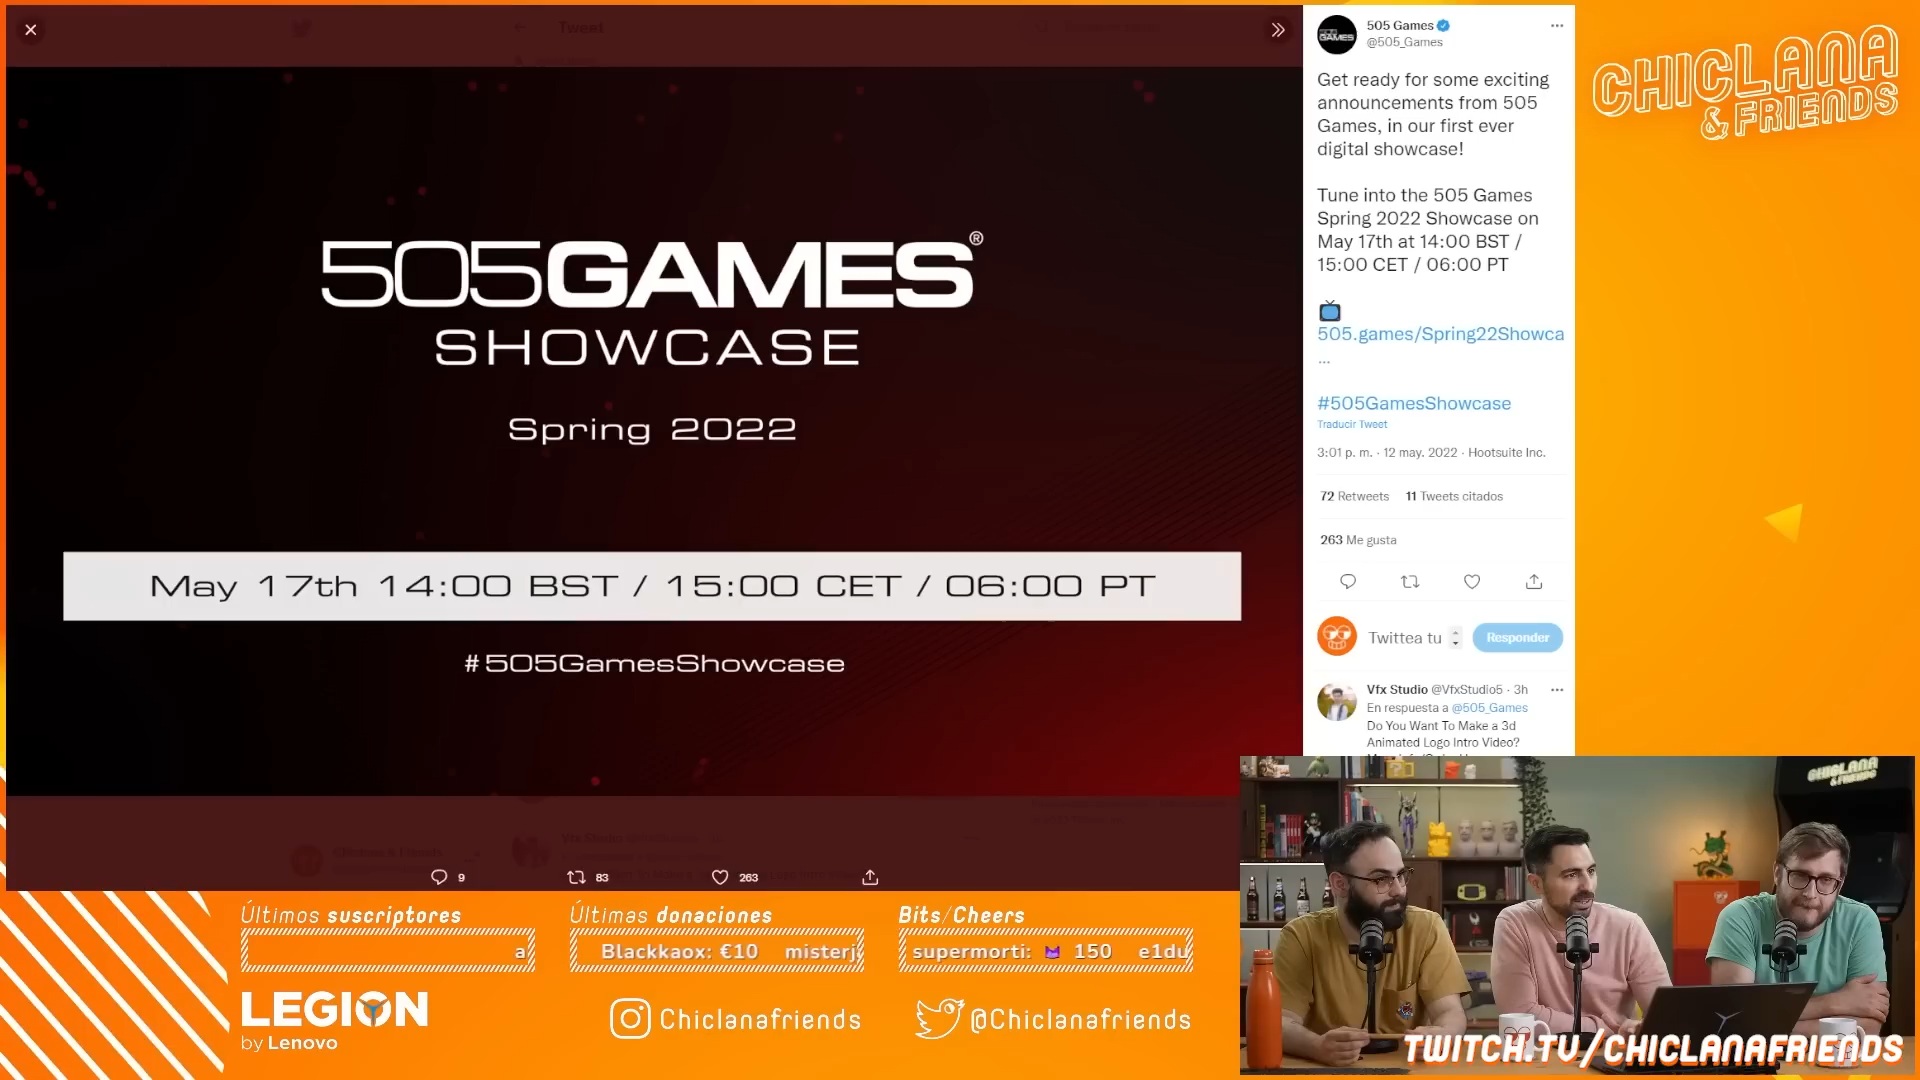 Tweet
505GAMES®
SHOWCASE
Spring 2022
May 17th 14:00 BST / 15:00 CET / 06:00 PT
#505GamesShowcase
9
83
263
505 GAMES
505 Games
@505_Games
Get ready for some exciting
announcements from 505
Games, in our first ever
digital showcase!
Tune into the 505 Games
Spring 2022 Showcase on
May 17th at 14:00 BST /
15:00 CET / 06:00 PT
505.games/Spring22Showca
...
#505GamesShowcase
Traducir Tweet
3:01 p. m. · 12 may. 2022 · Hootsuite Inc.
72 Retweets 11 Tweets citados
263 Me gusta
Twittea tu
Responder
Vfx Studio @VfxStudio5 · 3h
En respuesta a @505_Games
Do You Want To Make a 3d
Animated Logo Intro Video?
CHICLANA
& FRIENDS
CHICLANA
& FRIENDS
Últimos suscriptores
a
Últimas donaciones
Blackkaox: €10 misterj
Bits/Cheers
supermorti: 150 e1du
LEGION
by Lenovo
Chiclanafriends
@Chiclanafriends
TWITCH.TV/CHICLANAFRIENDS